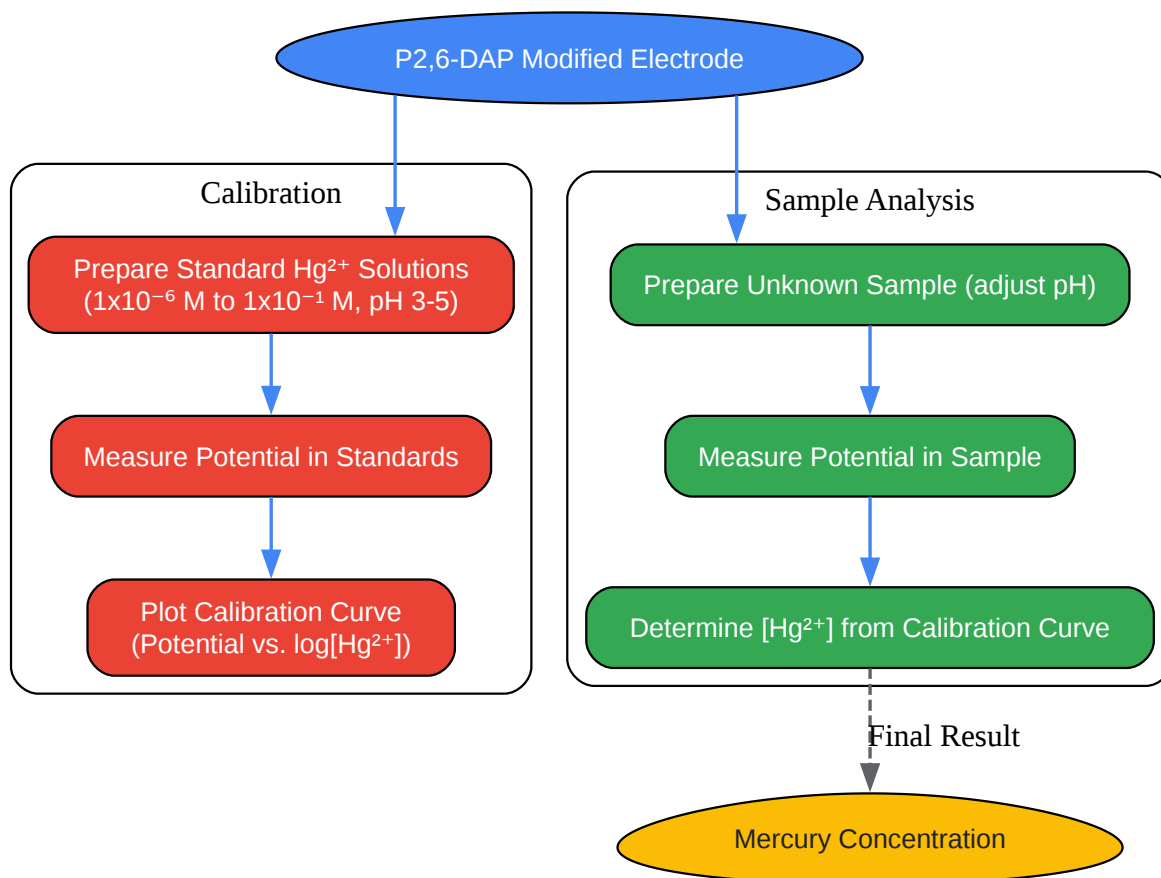 P2,6-DAP Modified Electrode
Calibration
Prepare Standard Hg²⁺ Solutions
(1x10⁻⁶ M to 1x10⁻¹ M, pH 3-5)
Measure Potential in Standards
Plot Calibration Curve
(Potential vs. log[Hg²⁺])
Sample Analysis
Prepare Unknown Sample (adjust pH)
Measure Potential in Sample
Determine [Hg²⁺] from Calibration Curve
Final Result
Mercury Concentration